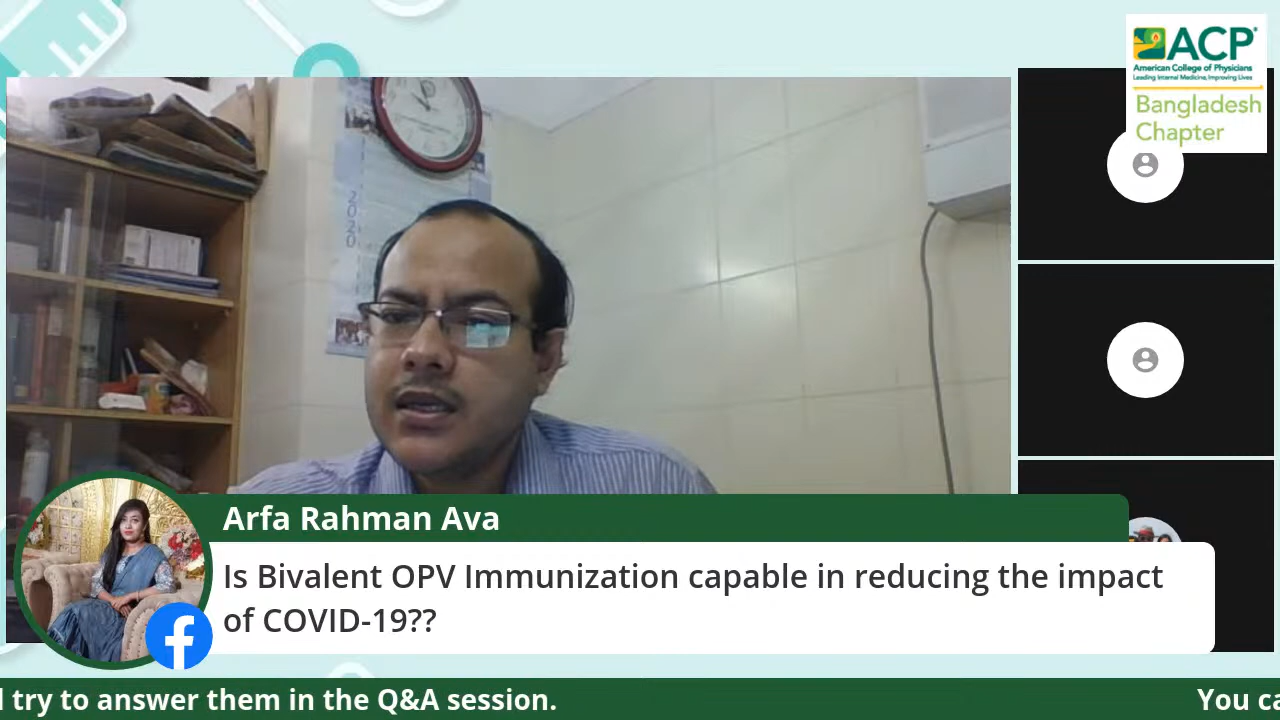 ACP
American College of Physicians
Leading Internal Medicine, Improving Lives
Bangladesh
Chapter
2020
Arfa Rahman Ava
Is Bivalent OPV Immunization capable in reducing the impact
of COVID-19??
try to answer them in the Q&A session.
You ca